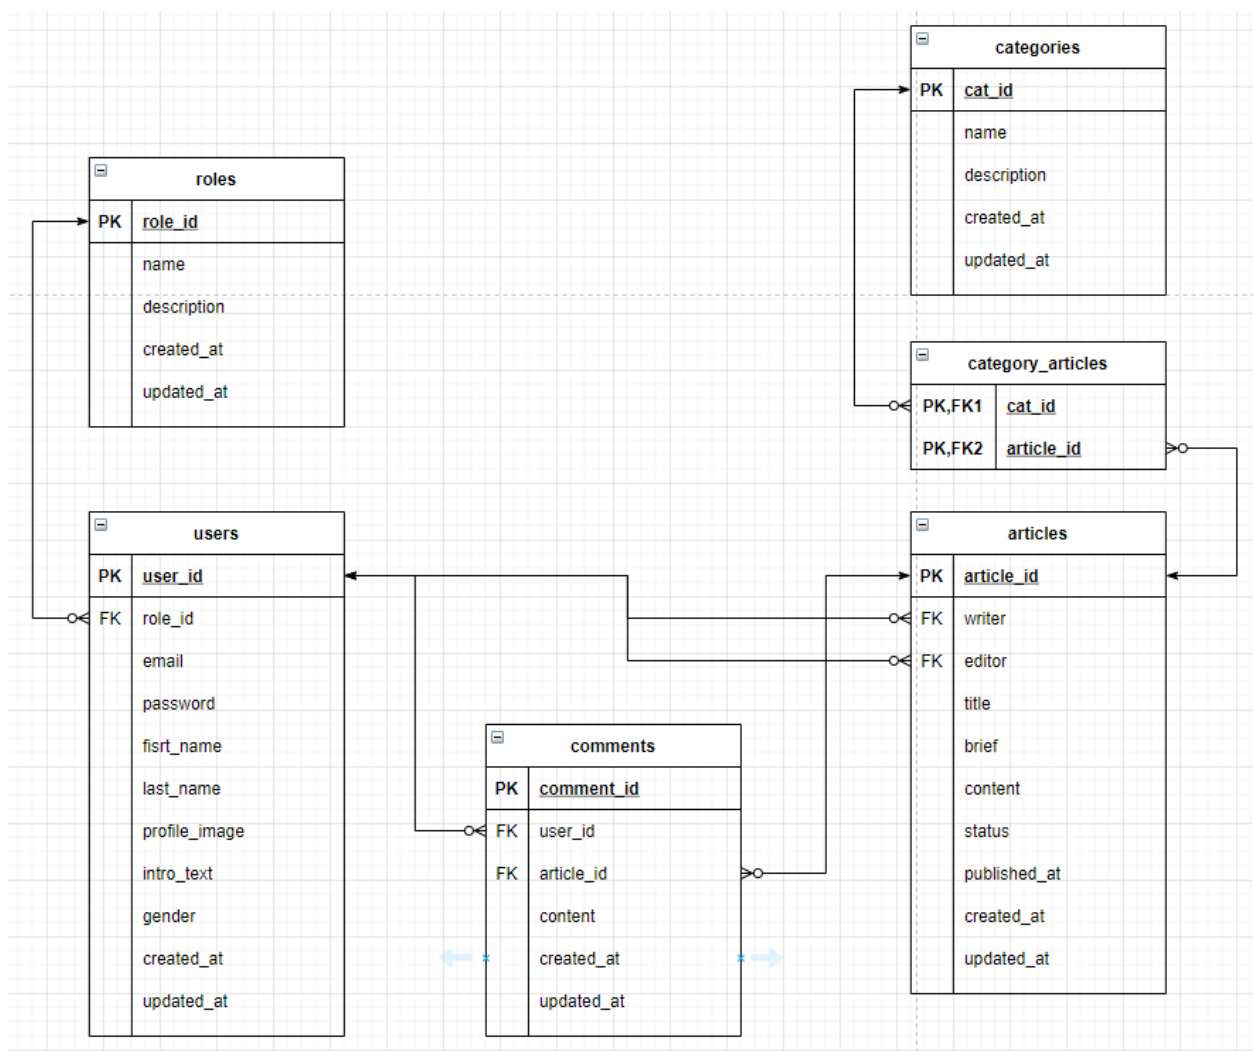 categories
PK cat_id
name
description
created_at
updated_at
roles
PK role_id
name
description
created_at
updated_at
category_articles
PK,FK1 cat_id
PK,FK2 article_id
users
PK user_id
FK role_id
email
password
fisrt_name
last_name
profile_image
intro_text
gender
created_at
updated_at
comments
PK comment_id
FK user_id
FK article_id
content
created_at
updated_at
articles
PK article_id
FK writer
FK editor
title
brief
content
status
published_at
created_at
updated_at